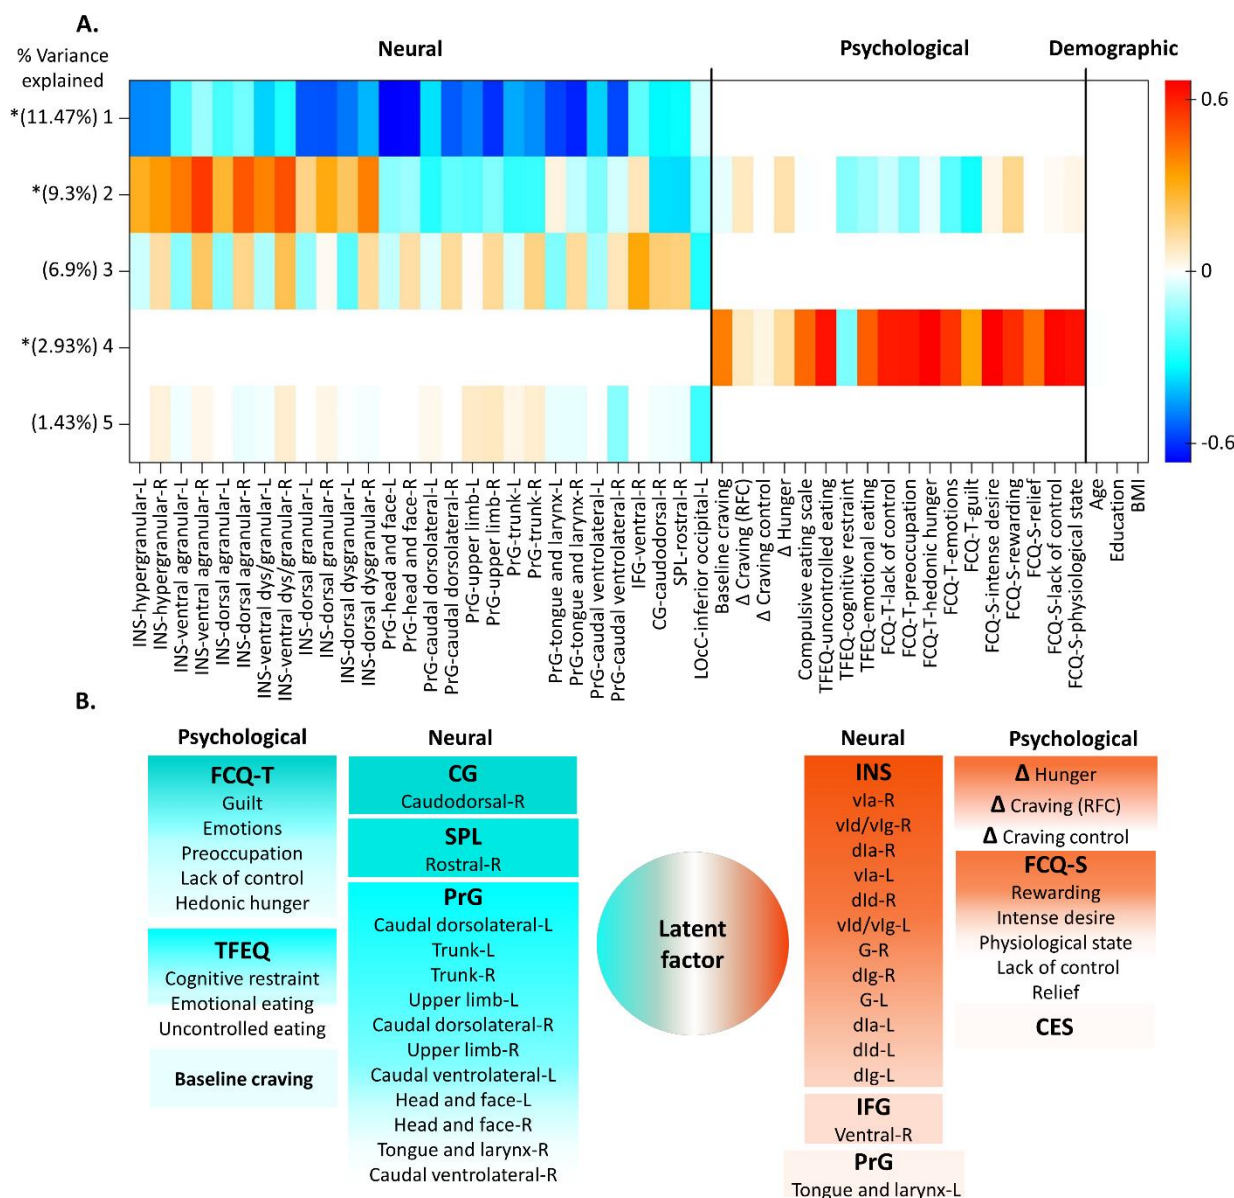 A.
% Variance
explained
Neural
Psychological
Demographic
*(11.47%) 1
*(9.3%) 2
(6.9%) 3
*(2.93%) 4
(1.43%) 5
0.6
0
-0.6
INS-hypergranular-L
INS-hypergranular-R
INS-ventral agranular-L
INS-ventral agranular-R
INS-dorsal agranular-L
INS-dorsal agranular-R
INS-ventral dys/granular-L
INS-ventral dys/granular-R
INS-dorsal granular-L
INS-dorsal granular-R
INS-dorsal dysgranular-L
INS-dorsal dysgranular-R
PrG-head and face-L
PrG-head and face-R
PrG-caudal dorsolateral-L
PrG-caudal dorsolateral-R
PrG-upper limb-L
PrG-upper limb-R
PrG-trunk-L
PrG-trunk-R
PrG-tongue and larynx-L
PrG-tongue and larynx-R
PrG-caudal ventrolateral-L
PrG-caudal ventrolateral-R
IFG-ventral-R
CG-caudodorsal-R
SPL-rostral-R
LOcC-inferior occipital-L
Baseline craving
Δ Craving (RFC)
Δ Craving control
Δ Hunger
Compulsive eating scale
TFEQ-uncontrolled eating
TFEQ-cognitive restraint
TFEQ-emotional eating
FCQ-T-lack of control
FCQ-T-preoccupation
FCQ-T-hedonic hunger
FCQ-T-emotions
FCQ-T-guilt
FCQ-S-intense desire
FCQ-S-rewarding
FCQ-S-relief
FCQ-S-lack of control
FCQ-S-physiological state
Age
Education
BMI
B.
Psychological
FCQ-T
Guilt
Emotions
Preoccupation
Lack of control
Hedonic hunger
TFEQ
Cognitive restraint
Emotional eating
Uncontrolled eating
Baseline craving
Neural
CG
Caudodorsal-R
SPL
Rostral-R
PrG
Caudal dorsolateral-L
Trunk-L
Trunk-R
Upper limb-L
Caudal dorsolateral-R
Upper limb-R
Caudal ventrolateral-L
Head and face-L
Head and face-R
Tongue and larynx-R
Caudal ventrolateral-R
Latent
factor
Neural
INS
vIa-R
vId/vIg-R
dIa-R
vIa-L
dId-R
vId/vIg-L
G-R
dIg-R
G-L
dIa-L
dId-L
dIg-L
IFG
Ventral-R
PrG
Tongue and larynx-L
Psychological
Δ Hunger
Δ Craving (RFC)
Δ Craving control
FCQ-S
Rewarding
Intense desire
Physiological state
Lack of control
Relief
CES